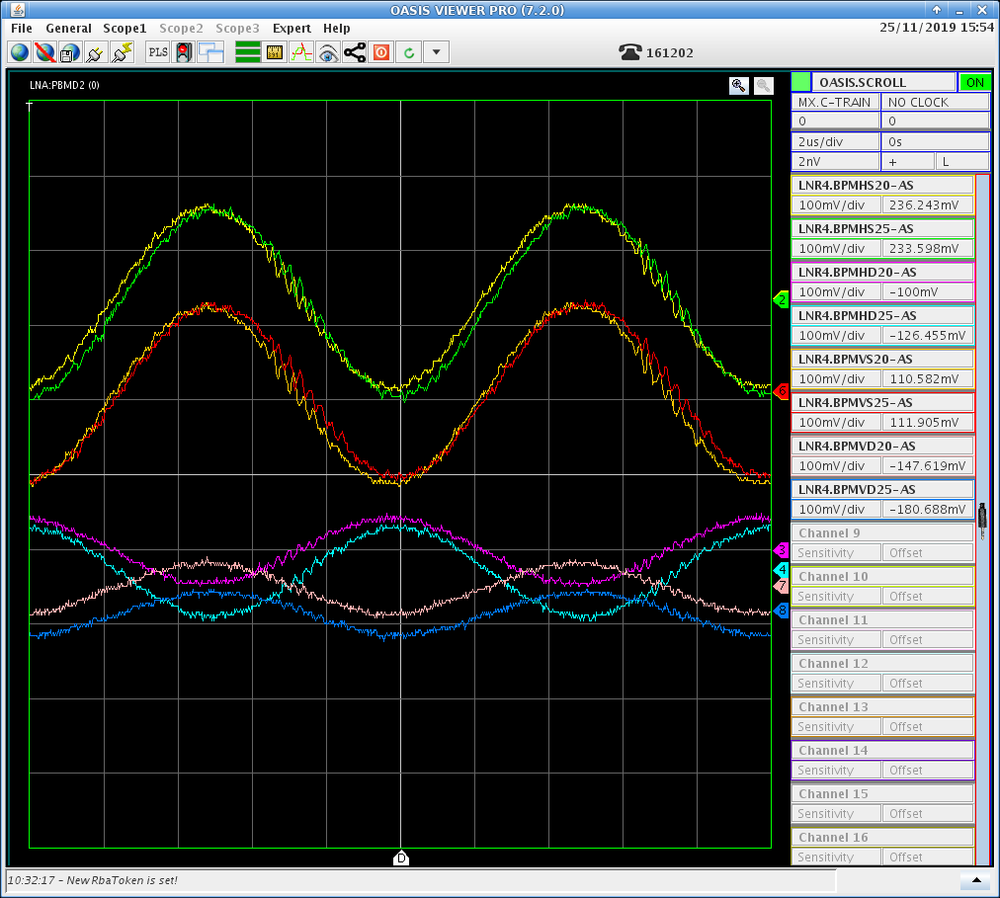 OASIS VIEWER PRO (7.2.0)
File General Scope1 Scope2 Scope3 Expert Help 25/11/2019 15:54
PLS 161202
LNA:PBMD2 (0)
OASIS.SCROLL ON
MX.C-TRAIN NO CLOCK
0 0
2us/div 0s
2nV + L
LNR4.BPMHS20-AS
100mV/div 236.243mV
LNR4.BPMHS25-AS
100mV/div 233.598mV
LNR4.BPMHD20-AS
100mV/div -100mV
LNR4.BPMHD25-AS
100mV/div -126.455mV
LNR4.BPMVS20-AS
100mV/div 110.582mV
LNR4.BPMVS25-AS
100mV/div 111.905mV
LNR4.BPMVD20-AS
100mV/div -147.619mV
LNR4.BPMVD25-AS
100mV/div -180.688mV
Channel 9
Sensitivity Offset
Channel 10
Sensitivity Offset
Channel 11
Sensitivity Offset
Channel 12
Sensitivity Offset
Channel 13
Sensitivity Offset
Channel 14
Sensitivity Offset
Channel 15
Sensitivity Offset
Channel 16
Sensitivity Offset
2
6
3
4
7
8
D
10:32:17 - New RbaToken is set!